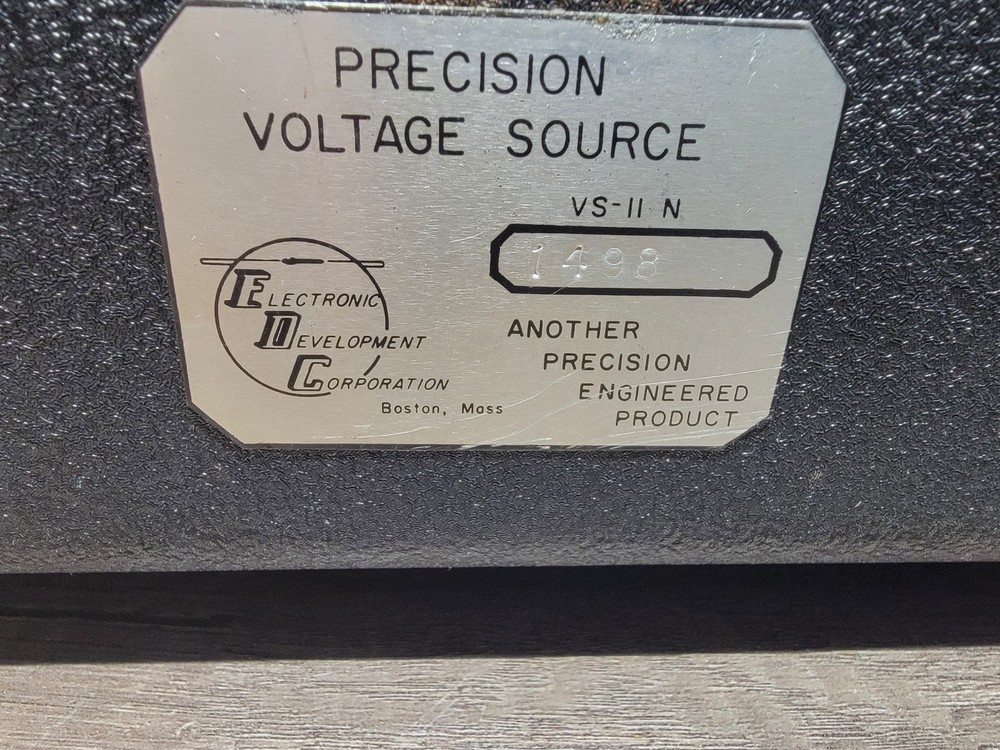 PRECISION
VOLTAGE SOURCE
VS-11 N
1498
ELECTRONIC
DEVELOPMENT
CORPORATION
Boston, Mass
ANOTHER
PRECISION
ENGINEERED
PRODUCT